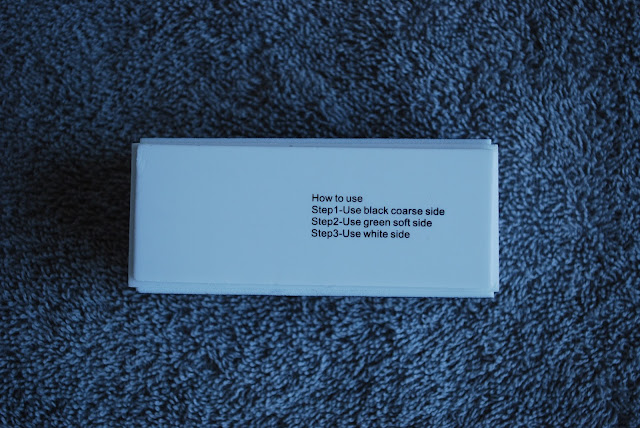 How to use
Step1-Use black coarse side
Step2-Use green soft side
Step3-Use white side